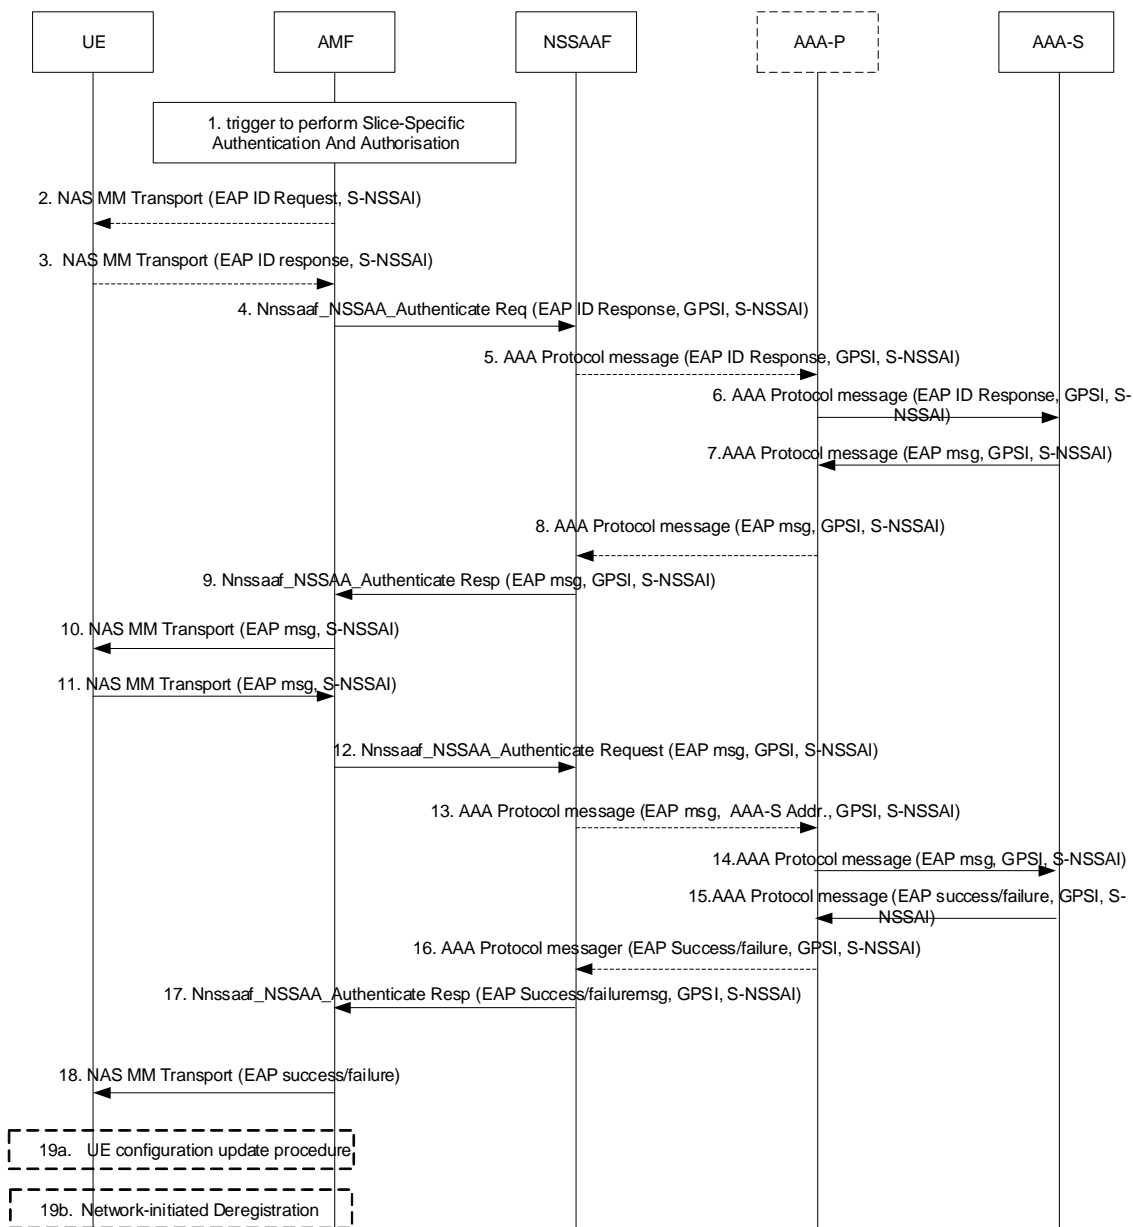 UE
AMF
NSSAAF
AAA-P
AAA-S
1. trigger to perform Slice-Specific
Authentication And Authorisation
2. NAS MM Transport (EAP ID Request, S-NSSAI)
3. NAS MM Transport (EAP ID response, S-NSSAI)
4. Nnssaaf_NSSAA_Authenticate Req (EAP ID Response, GPSI, S-NSSAI)
5. AAA Protocol message (EAP ID Response, GPSI, S-NSSAI)
6. AAA Protocol message (EAP ID Response, GPSI, S-
NSSAI)
7.AAA Protocol message (EAP msg, GPSI, S-NSSAI)
8. AAA Protocol message (EAP msg, GPSI, S-NSSAI)
9. Nnssaaf_NSSAA_Authenticate Resp (EAP msg, GPSI, S-NSSAI)
10. NAS MM Transport (EAP msg, S-NSSAI)
11. NAS MM Transport (EAP msg, S-NSSAI)
12. Nnssaaf_NSSAA_Authenticate Request (EAP msg, GPSI, S-NSSAI)
13. AAA Protocol message (EAP msg, AAA-S Addr., GPSI, S-NSSAI)
14.AAA Protocol message (EAP msg, GPSI, S-NSSAI)
15.AAA Protocol message (EAP success/failure, GPSI, S-
NSSAI)
16. AAA Protocol messager (EAP Success/failure, GPSI, S-NSSAI)
17. Nnssaaf_NSSAA_Authenticate Resp (EAP Success/failuremsg, GPSI, S-NSSAI)
18. NAS MM Transport (EAP success/failure)
19a. UE configuration update procedure
19b. Network-initiated Deregistration